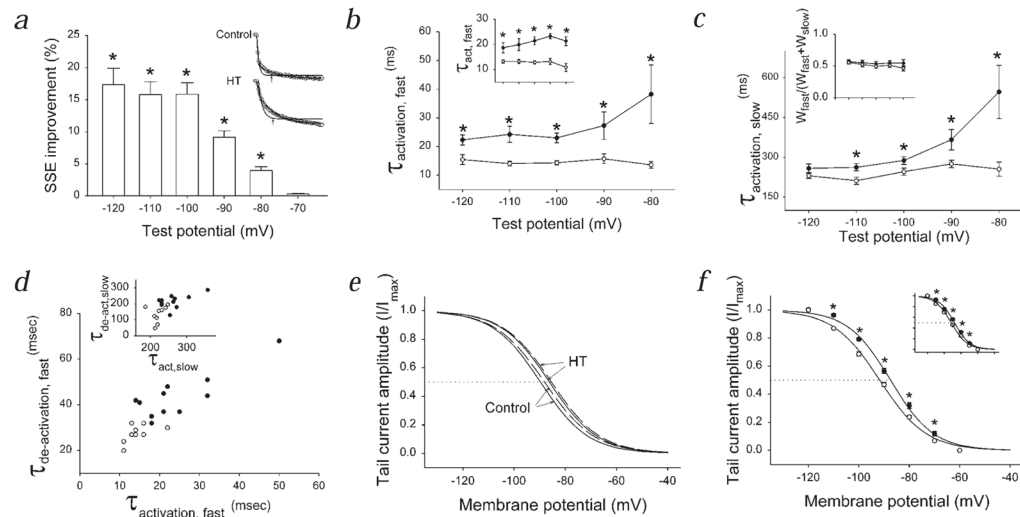 a
SSE improvement (%)
25
20
15
10
5
0
* * * * *
Control
HT
-120 -110 -100 -90 -80 -70
Test potential (mV)
b
τactivation, fast (ms)
60
50
40
30
20
10
* * * * *
τact, fast
30
20
10
* * * * *
-120 -110 -100 -90 -80
Test potential (mV)
c
τactivation, slow (ms)
600
450
300
150
* * * *
Wfast/(Wfast+Wslow)
1.0
0.5
0.0
-120 -110 -100 -90 -80
Test potential (mV)
d
τde-activation, fast (msec)
80
60
40
20
τde-act,slow
400
300
200
100
0
200 300
τact,slow
0 10 20 30 40 50 60
τactivation, fast (msec)
e
Tail current amplitude (I/Imax)
1.0
0.8
0.6
0.4
0.2
0.0
HT
Control
-120 -100 -80 -60 -40
Membrane potential (mV)
f
Tail current amplitude (I/Imax)
1.0
0.8
0.6
0.4
0.2
0.0
* * * * *
* * * * *
-120 -100 -80 -60 -40
Membrane potential (mV)